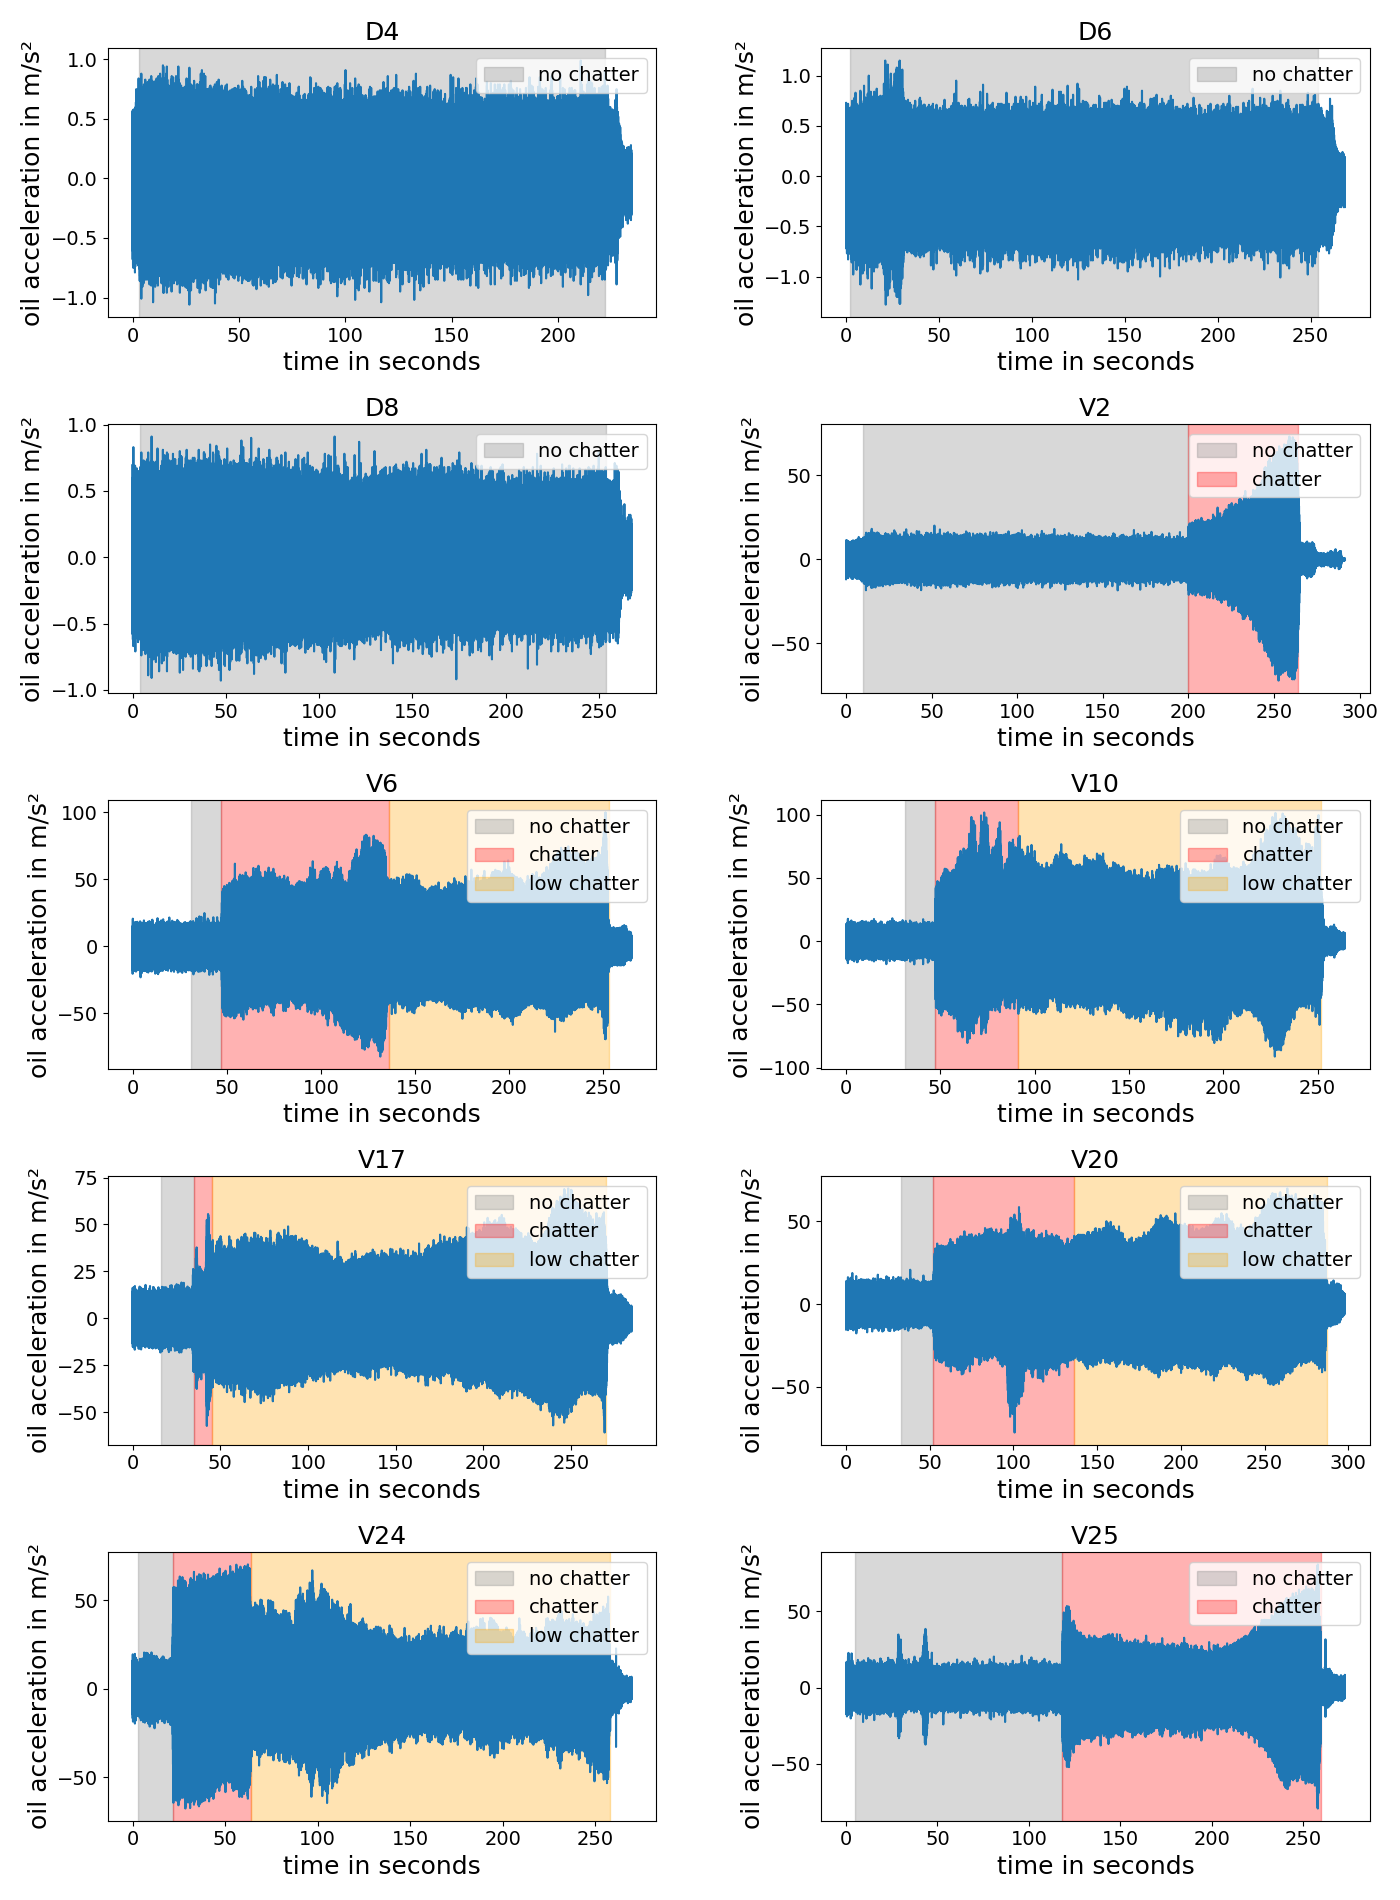 D4
oil acceleration in m/s²
1.0
0.5
0.0
−0.5
−1.0
no chatter
0 50 100 150 200
time in seconds
D6
oil acceleration in m/s²
1.0
0.5
0.0
−0.5
−1.0
no chatter
0 50 100 150 200 250
time in seconds
D8
oil acceleration in m/s²
1.0
0.5
0.0
−0.5
−1.0
no chatter
0 50 100 150 200 250
time in seconds
V2
oil acceleration in m/s²
50
0
−50
no chatter
chatter
0 50 100 150 200 250 300
time in seconds
V6
oil acceleration in m/s²
100
50
0
−50
no chatter
chatter
low chatter
0 50 100 150 200 250
time in seconds
V10
oil acceleration in m/s²
100
50
0
−50
−100
no chatter
chatter
low chatter
0 50 100 150 200 250
time in seconds
V17
oil acceleration in m/s²
75
50
25
0
−25
−50
no chatter
chatter
low chatter
0 50 100 150 200 250
time in seconds
V20
oil acceleration in m/s²
50
0
−50
no chatter
chatter
low chatter
0 50 100 150 200 250 300
time in seconds
V24
oil acceleration in m/s²
50
0
−50
no chatter
chatter
low chatter
0 50 100 150 200 250
time in seconds
V25
oil acceleration in m/s²
50
0
−50
no chatter
chatter
0 50 100 150 200 250
time in seconds